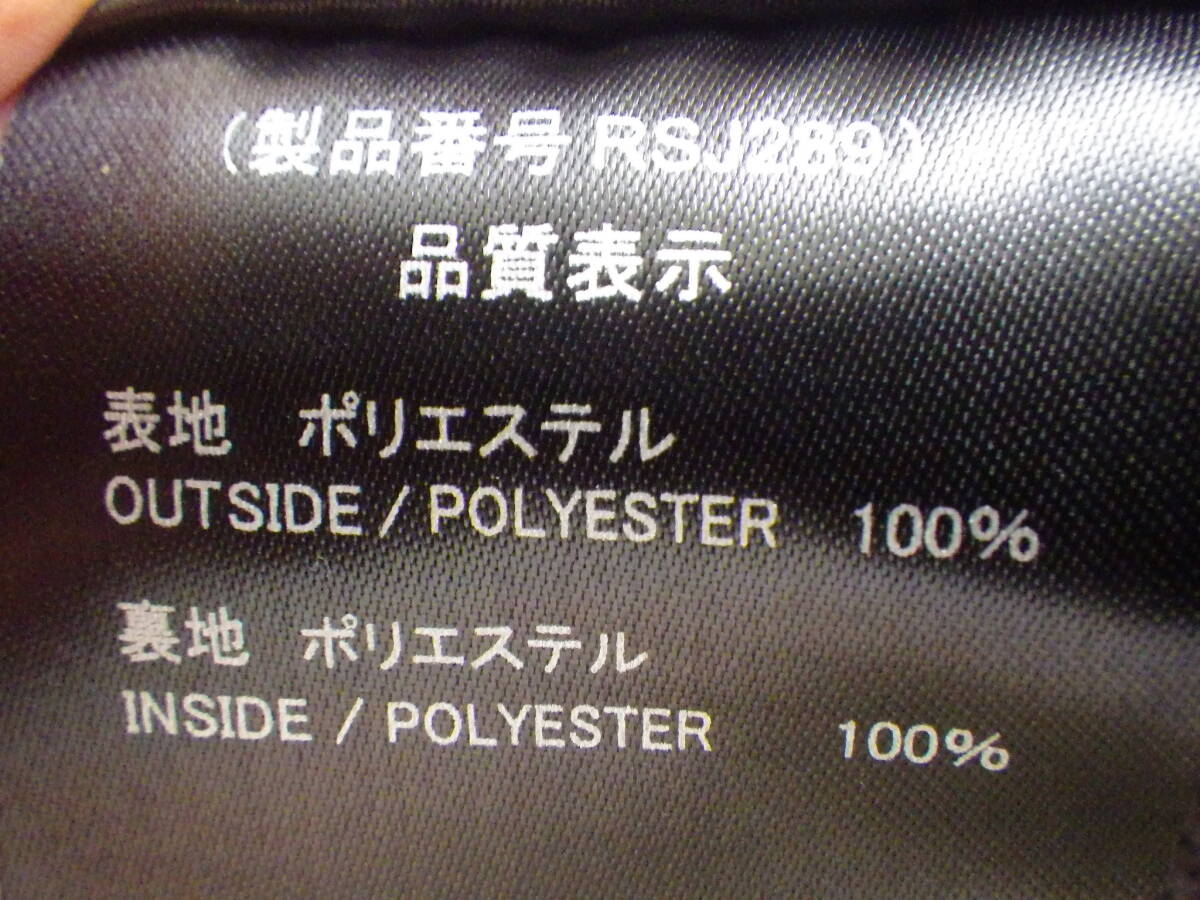 （製品番号 RSJ289）
品質表示
表地　ポリエステル
OUTSIDE / POLYESTER 100%
裏地　ポリエステル
INSIDE / POLYESTER 100%